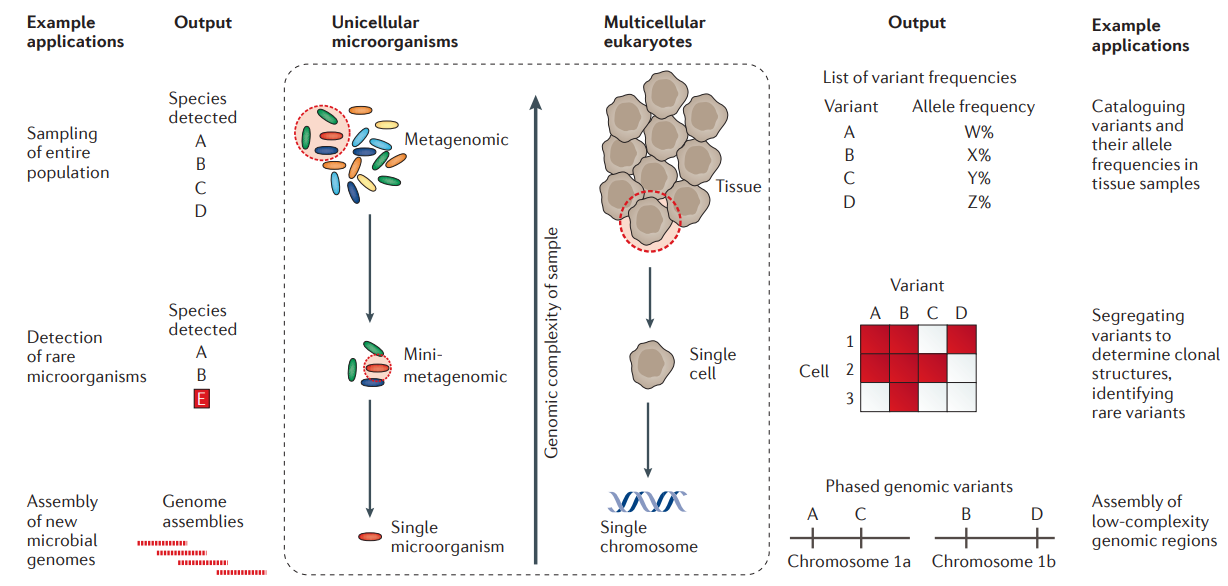 Example
applications
Output
Unicellular
microorganisms
Multicellular
eukaryotes
Output
Example
applications
Sampling
of entire
population
Species
detected
A
B
C
D
Metagenomic
Tissue
List of variant frequencies
Variant Allele frequency
A W%
B X%
C Y%
D Z%
Cataloguing
variants and
their allele
frequencies in
tissue samples
Genomic complexity of sample
Detection
of rare
microorganisms
Species
detected
A
B
E
Mini-
metagenomic
Single
cell
Variant
A B C D
Cell
1
2
3
Segregating
variants to
determine clonal
structures,
identifying
rare variants
Assembly
of new
microbial
genomes
Genome
assemblies
Single
microorganism
Single
chromosome
Phased genomic variants
A C B D
Chromosome 1a Chromosome 1b
Assembly of
low-complexity
genomic regions